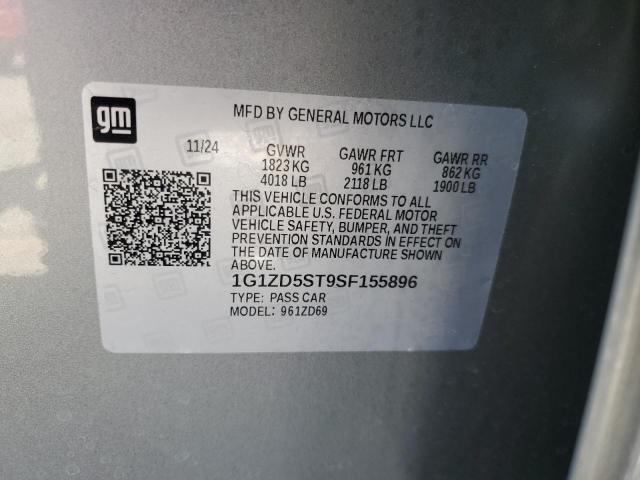 gm
MFD BY GENERAL MOTORS LLC
11/24 GVWR GAWR FRT GAWR RR
1823 KG 961 KG 862 KG
4018 LB 2118 LB 1900 LB
THIS VEHICLE CONFORMS TO ALL
APPLICABLE U.S. FEDERAL MOTOR
VEHICLE SAFETY, BUMPER, AND THEFT
PREVENTION STANDARDS IN EFFECT ON
THE DATE OF MANUFACTURE SHOWN
ABOVE.
1G1ZD5ST9SF155896
TYPE: PASS CAR
MODEL: 961ZD69